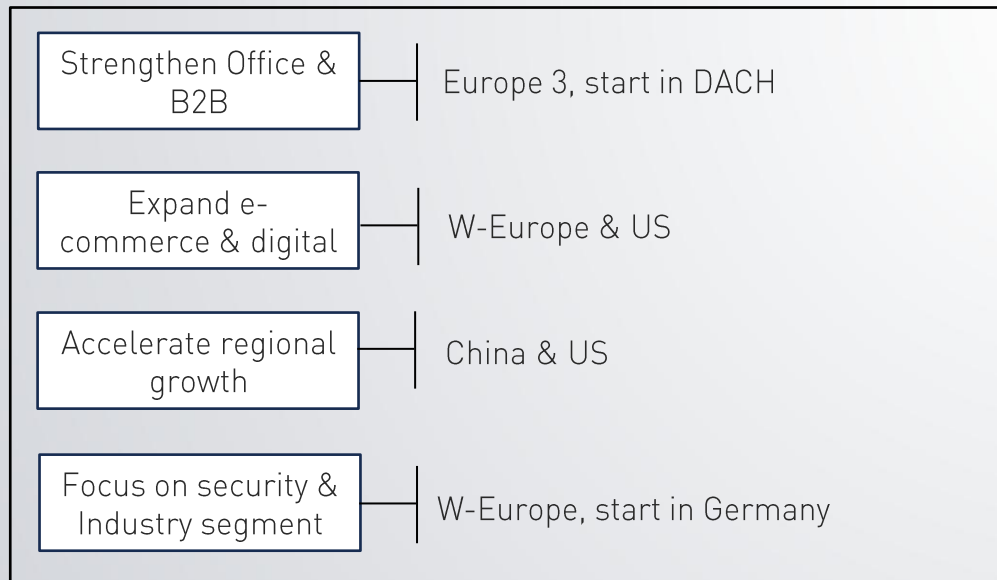 Strengthen Office &
B2B
Europe 3, start in DACH
Expand e-
commerce & digital
W-Europe & US
Accelerate regional
growth
China & US
Focus on security &
Industry segment
W-Europe, start in Germany